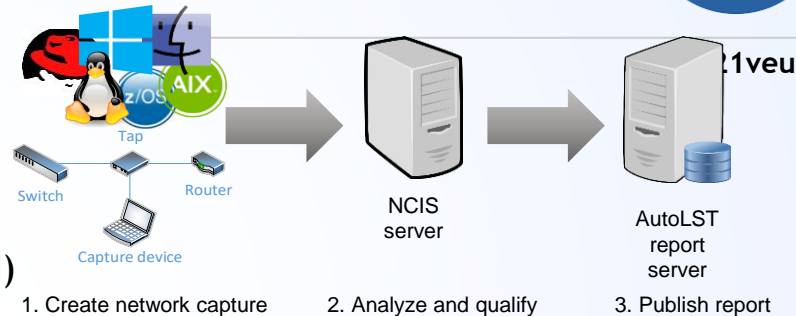 21veu
z/OS
AIX
Tap
Switch
Router
Capture device
NCIS
server
AutoLST
report
server
)
1. Create network capture
2. Analyze and qualify
3. Publish report